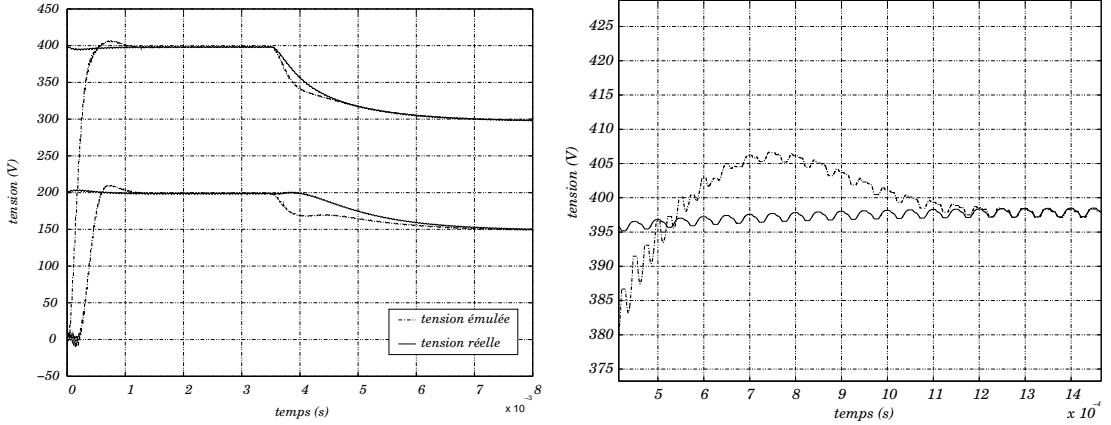 450
400
350
300
250
200
150
100
50
0
−50
tension (V)
0 1 2 3 4 5 6 7 8
temps (s)
x 10⁻³
tension émulée
tension réelle
425
420
415
410
405
400
395
390
385
380
375
tension (V)
5 6 7 8 9 10 11 12 13 14
temps (s)
x 10⁻⁴